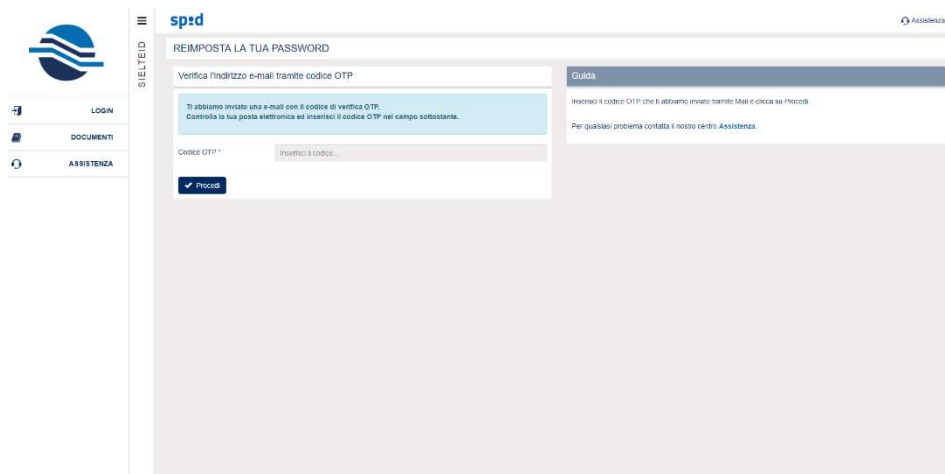 spid
Assistenza
SIELTEID
LOGIN
DOCUMENTI
ASSISTENZA
REIMPOSTA LA TUA PASSWORD
Verifica l'indirizzo e-mail tramite codice OTP
Ti abbiamo inviato una e-mail con il codice di verifica OTP.
Controlla la tua posta elettronica ed inserisci il codice OTP nel campo sottostante.
Codice OTP *
Inserisci il codice...
Procedi
Guida
Inserisci il codice OTP che ti abbiamo inviato tramite Mail e clicca su Procedi.
Per qualsiasi problema contatta il nostro centro Assistenza.